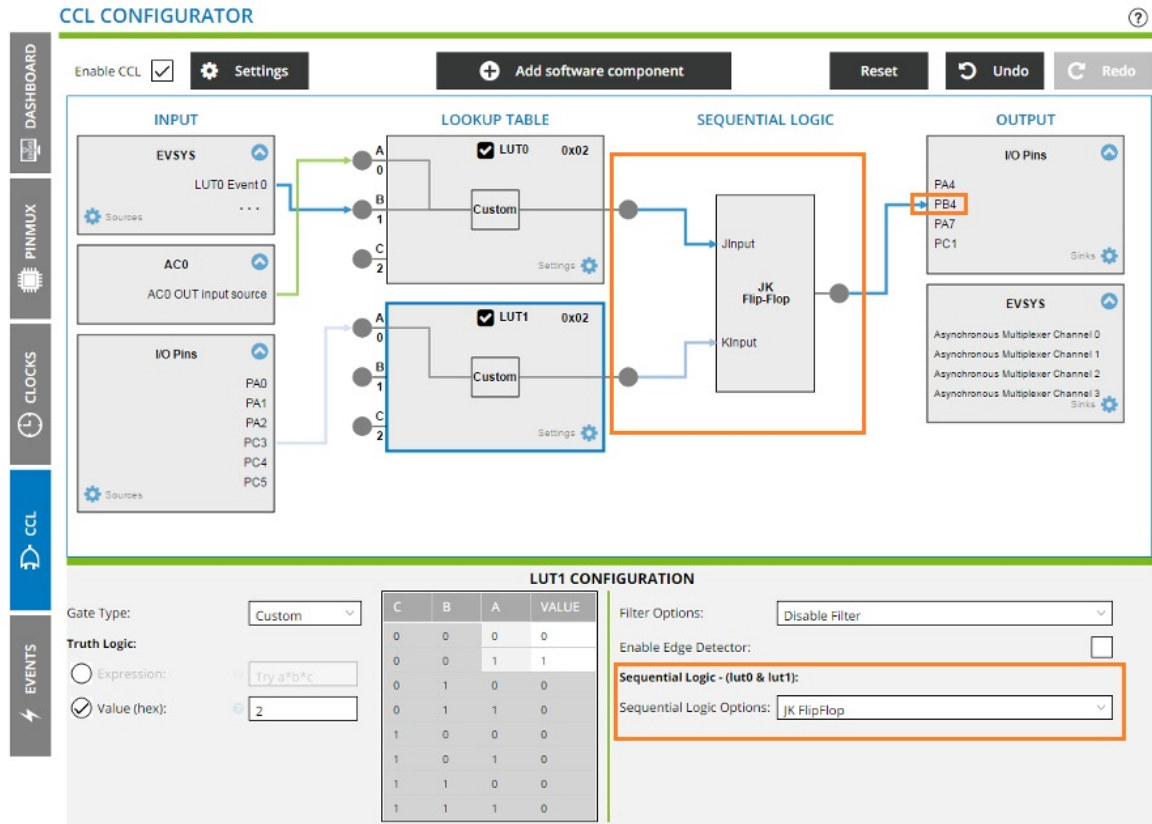 CCL CONFIGURATOR
?
DASHBOARD
PINMUX
CLOCKS
CCL
EVENTS
Enable CCL
Settings
Add software component
Reset
Undo
Redo
INPUT
LOOKUP TABLE
SEQUENTIAL LOGIC
OUTPUT
EVSYS
LUT0 Event 0
...
Sources
AC0
AC0 OUT input source
I/O Pins
PA0
PA1
PA2
PC3
PC4
PC5
Sources
A
0
B
1
C
2
LUT0 0x02
Custom
Settings
A
0
B
1
C
2
LUT1 0x02
Custom
Settings
JInput
JK
Flip-Flop
KInput
I/O Pins
PA4
PB4
PA7
PC1
Sinks
EVSYS
Asynchronous Multiplexer Channel 0
Asynchronous Multiplexer Channel 1
Asynchronous Multiplexer Channel 2
Asynchronous Multiplexer Channel 3
Sinks
LUT1 CONFIGURATION
Gate Type: Custom
Truth Logic:
Expression: Try a*b*c
Value (hex): 2
C B A VALUE
0 0 0 0
0 0 1 1
0 1 0 0
0 1 1 0
1 0 0 0
1 0 1 0
1 1 0 0
1 1 1 0
Filter Options: Disable Filter
Enable Edge Detector:
Sequential Logic - (lut0 & lut1):
Sequential Logic Options: JK FlipFlop